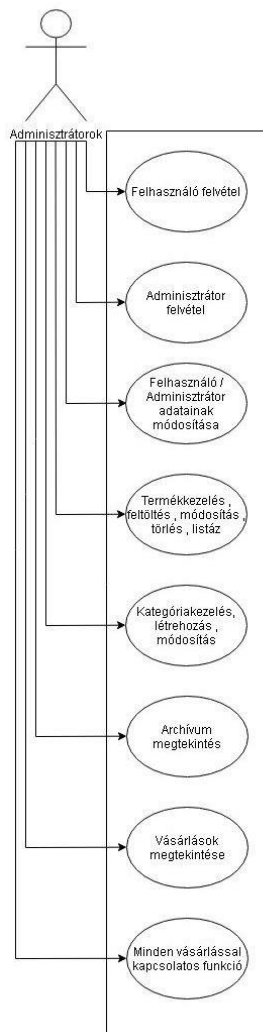 Adminisztrátorok
Felhasználó felvétel
Adminisztrátor
felvétel
Felhasználó /
Adminisztrátor
adatainak
módosítása
Termékkezelés ,
feltöltés , módosítás ,
törlés , listáz
Kategóriakezelés,
létrehozás ,
módosítás
Archívum
megtekintés
Vásárlások
megtekintése
Minden vásárlással
kapcsolatos funkció